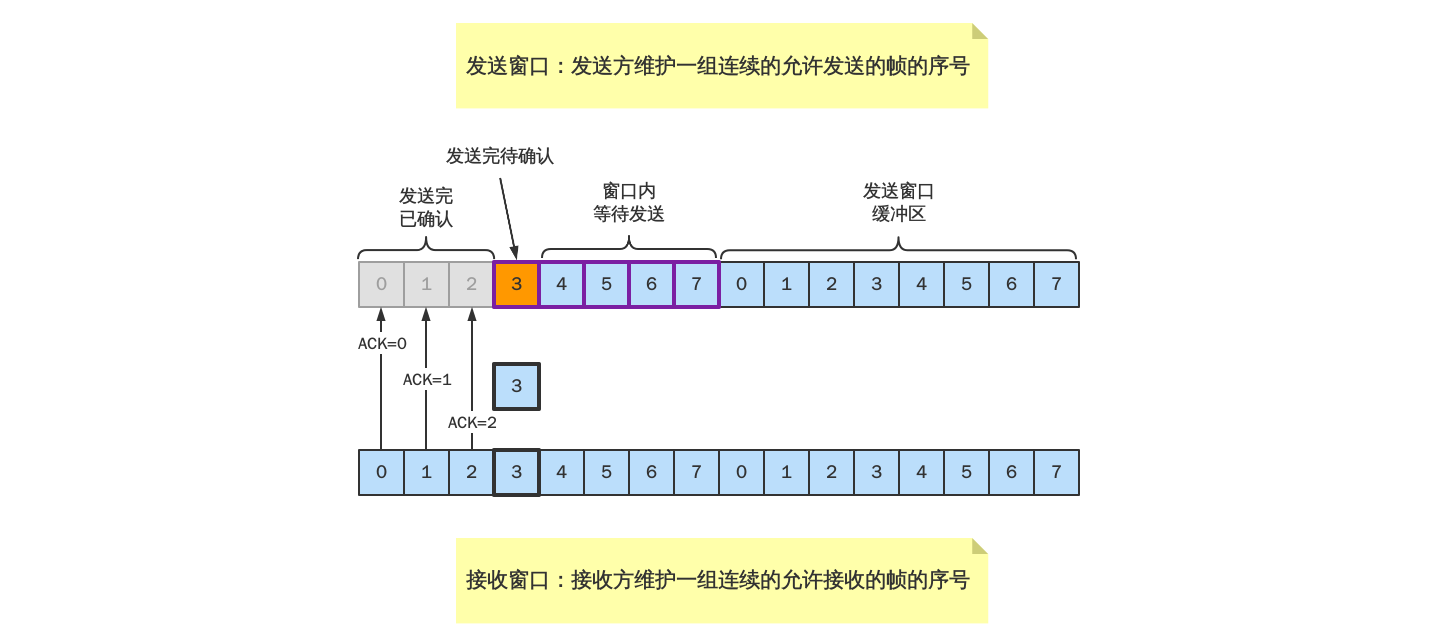 发送窗口：发送方维护一组连续的允许发送的帧的序号
发送完待确认
发送完
已确认
窗口内
等待发送
发送窗口
缓冲区
0 1 2 3 4 5 6 7 0 1 2 3 4 5 6 7
ACK=0
ACK=1
3
ACK=2
0 1 2 3 4 5 6 7 0 1 2 3 4 5 6 7
接收窗口：接收方维护一组连续的允许接收的帧的序号